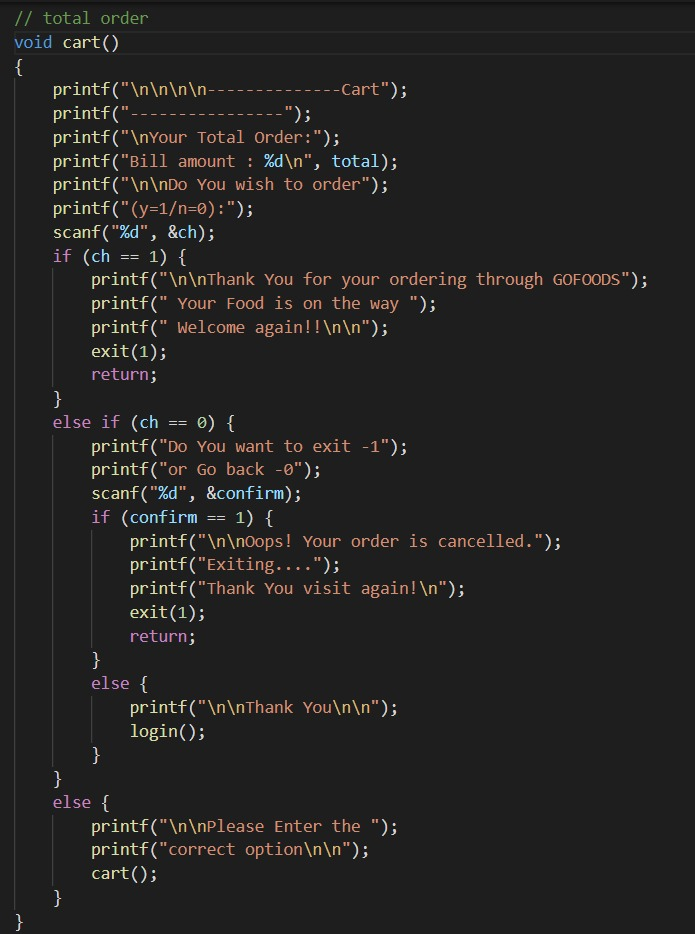 // total order
void cart()
{
    printf("\n\n\n\n--------------Cart");
    printf("----------------");
    printf("\nYour Total Order:");
    printf("Bill amount : %d\n", total);
    printf("\n\nDo You wish to order");
    printf("(y=1/n=0):");
    scanf("%d", &ch);
    if (ch == 1) {
        printf("\n\nThank You for your ordering through GOFOODS");
        printf(" Your Food is on the way ");
        printf(" Welcome again!!\n\n");
        exit(1);
        return;
    }
    else if (ch == 0) {
        printf("Do You want to exit -1");
        printf("or Go back -0");
        scanf("%d", &confirm);
        if (confirm == 1) {
            printf("\n\nOops! Your order is cancelled.");
            printf("Exiting....");
            printf("Thank You visit again!\n");
            exit(1);
            return;
        }
        else {
            printf("\n\nThank You\n\n");
            login();
        }
    }
    else {
        printf("\n\nPlease Enter the ");
        printf("correct option\n\n");
        cart();
    }
}